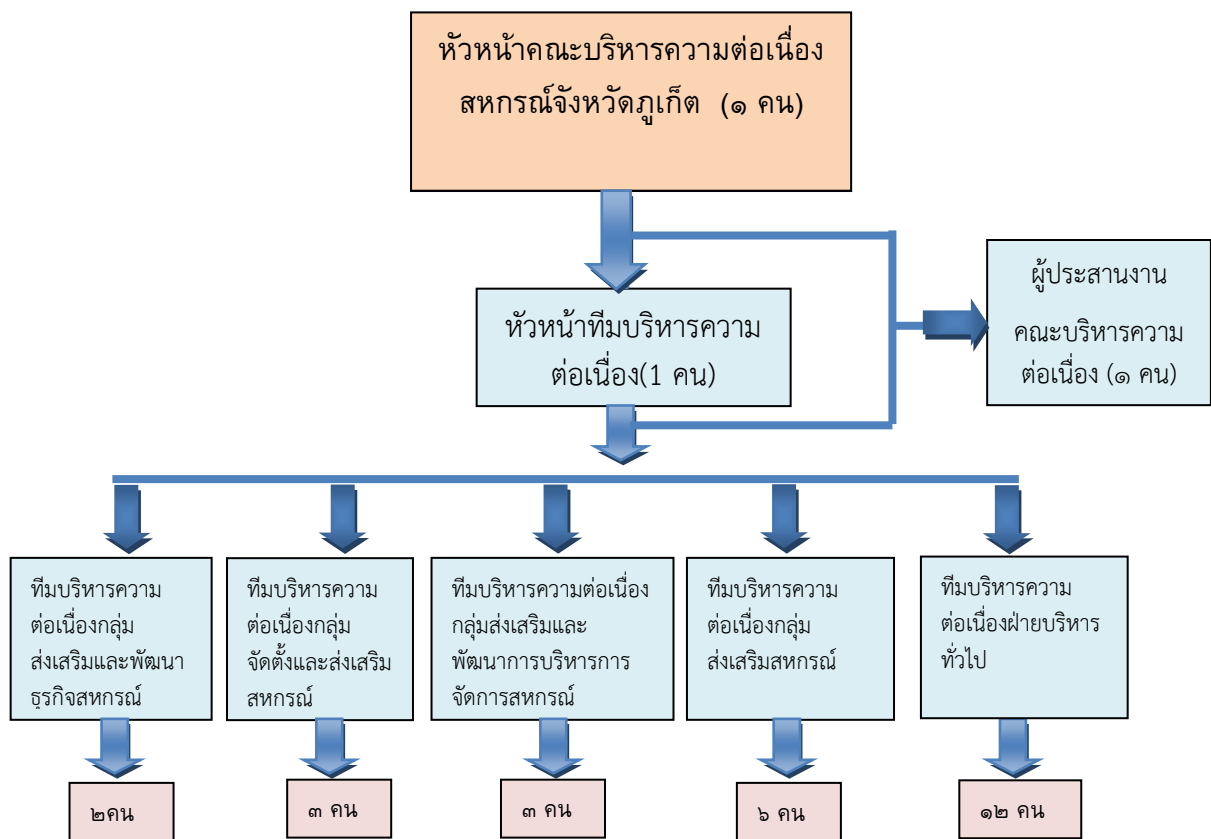 หัวหน้าคณะบริหารความต่อเนื่อง
สหกรณ์จังหวัดภูเก็ต (๑ คน)
ผู้ประสานงาน
คณะบริหารความ
ต่อเนื่อง (๑ คน)
หัวหน้าทีมบริหารความ
ต่อเนื่อง(1 คน)
ทีมบริหารความ
ต่อเนื่องกลุ่ม
ส่งเสริมและพัฒนา
ธุรกิจสหกรณ์
ทีมบริหารความ
ต่อเนื่องกลุ่ม
จัดตั้งและส่งเสริม
สหกรณ์
ทีมบริหารความต่อเนื่อง
กลุ่มส่งเสริมและ
พัฒนาการบริหารการ
จัดการสหกรณ์
ทีมบริหารความ
ต่อเนื่องกลุ่ม
ส่งเสริมสหกรณ์
ทีมบริหารความ
ต่อเนื่องฝ่ายบริหาร
ทั่วไป
๒คน
๓ คน
๓ คน
๖ คน
๑๒ คน